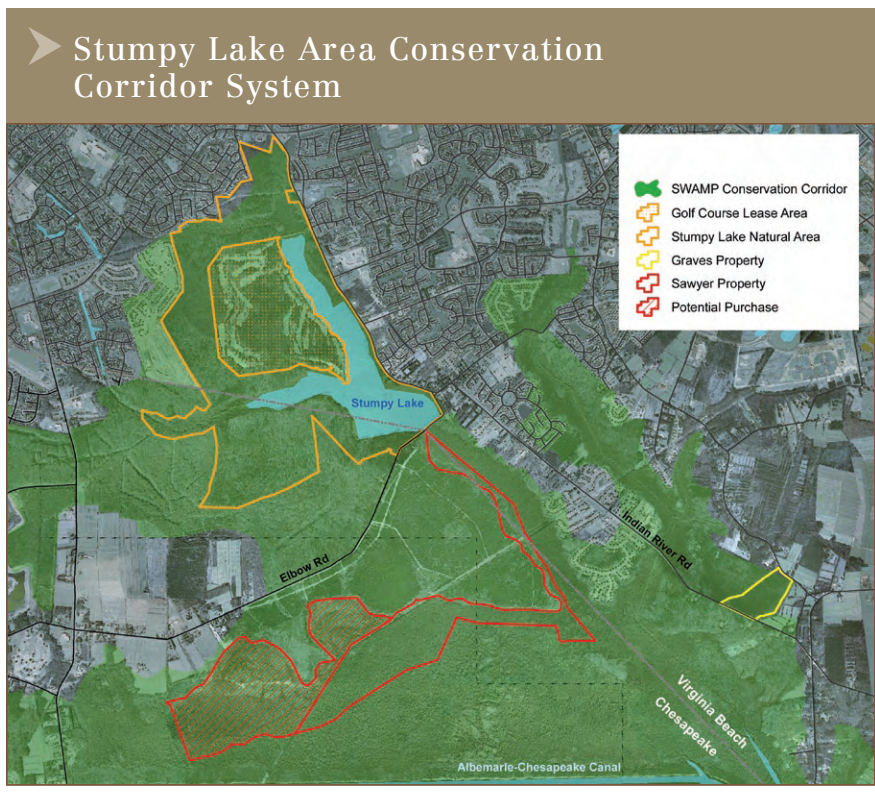 Stumpy Lake Area Conservation
Corridor System
SWAMP Conservation Corridor
Golf Course Lease Area
Stumpy Lake Natural Area
Graves Property
Sawyer Property
Potential Purchase
Stumpy Lake
Indian River Rd
Elbow Rd
Virginia Beach
Chesapeake
Albemarle-Chesapeake Canal